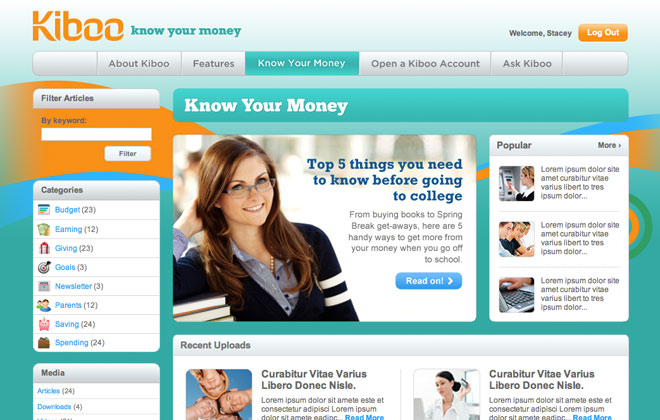 Kiboo know your money
Welcome, Stacey
Log Out
About Kiboo
Features
Know Your Money
Open a Kiboo Account
Ask Kiboo
Filter Articles
By keyword:
Filter
Categories
Budget (23)
Earning (12)
Giving (23)
Goals (3)
Newsletter (3)
Parents (12)
Saving (24)
Spending (24)
Media
Articles (24)
Downloads (4)
Know Your Money
Top 5 things you need
to know before going
to college
From buying books to Spring
Break get-aways, here are 5
handy ways to get more from
your money when you go off
to school.
Read on! ›
Popular
More ›
Lorem ipsum dolor site
amet curabitur vitae
varius libert to tres
ipsum dolor...
Lorem ipsum dolor site
amet curabitur vitae
varius libert to tres
ipsum dolor...
Lorem ipsum dolor site
amet curabitur vitae
varius libert to tres
ipsum dolor...
Recent Uploads
Curabitur Vitae Varius
Libero Donec Nisle.
Lorem ipsum dolor sit amet este et
consectetur adipisci curabitur dolor
sit amete eadipc... Read More
Curabitur Vitae Varius
Libero Donec Nisle.
Lorem ipsum dolor sit amet este et
consectetur adipisci curabitur dolor
sit amete eadipc... Read More